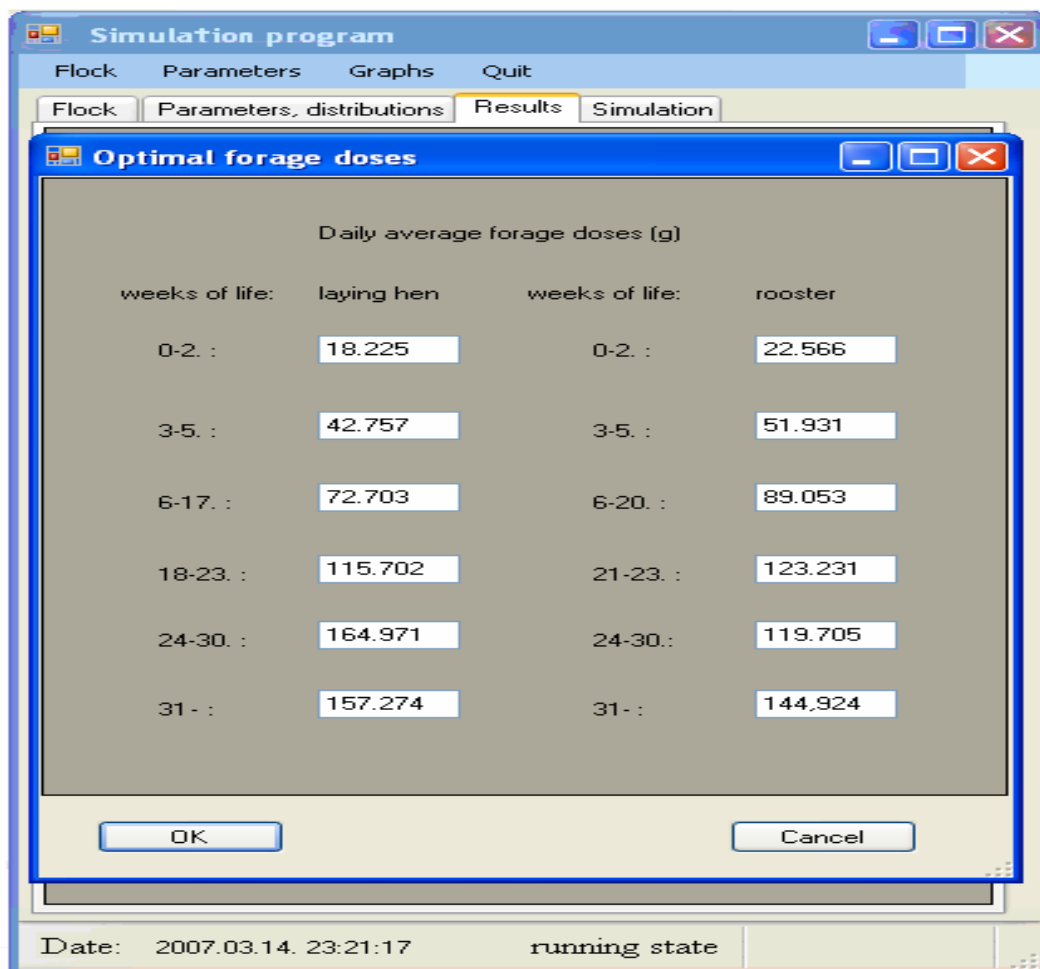 Simulation program
Flock Parameters Graphs Quit
Flock Parameters, distributions Results Simulation
Optimal forage doses
Daily average forage doses (g)
weeks of life: laying hen weeks of life: rooster
0-2. : 18.225 0-2. : 22.566
3-5. : 42.757 3-5. : 51.931
6-17. : 72.703 6-20. : 89.053
18-23. : 115.702 21-23. : 123.231
24-30. : 164.971 24-30.: 119.705
31 - : 157.274 31- : 144,924
OK Cancel
Date: 2007.03.14. 23:21:17 running state